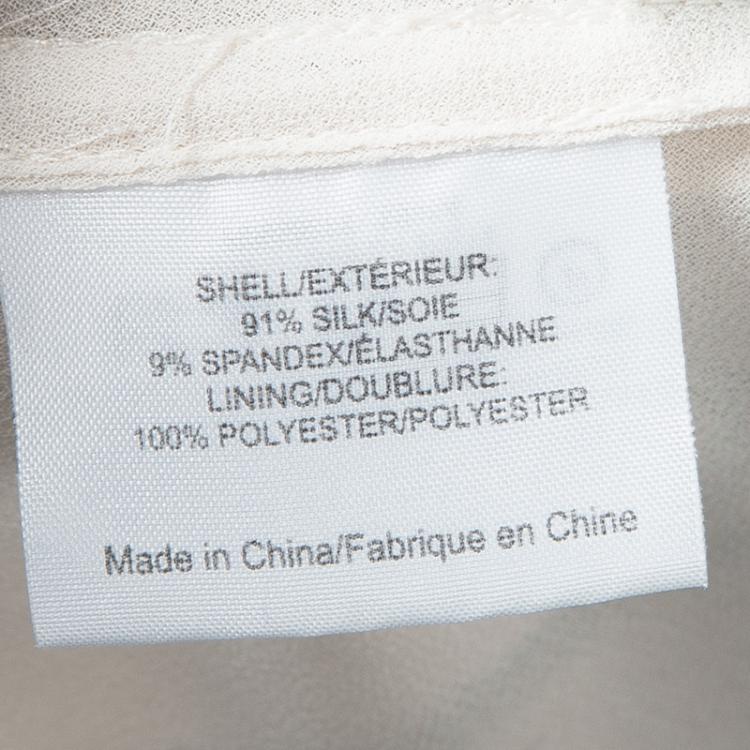 SHELL/EXTÉRIEUR:
91% SILK/SOIE
9% SPANDEX/ÉLASTHANNE
LINING/DOUBLURE:
100% POLYESTER/POLYESTER
Made in China/Fabrique en Chine